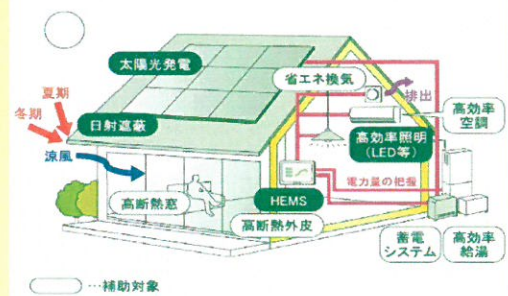 太陽光発電
省エネ換気
排出
夏期
冬期
日射遮蔽
高効率
空調
高効率照明
(LED等)
涼風
電力量の把握
高断熱窓
HEMS
高断熱外皮
蓄電
システム
高効率
給湯
…補助対象